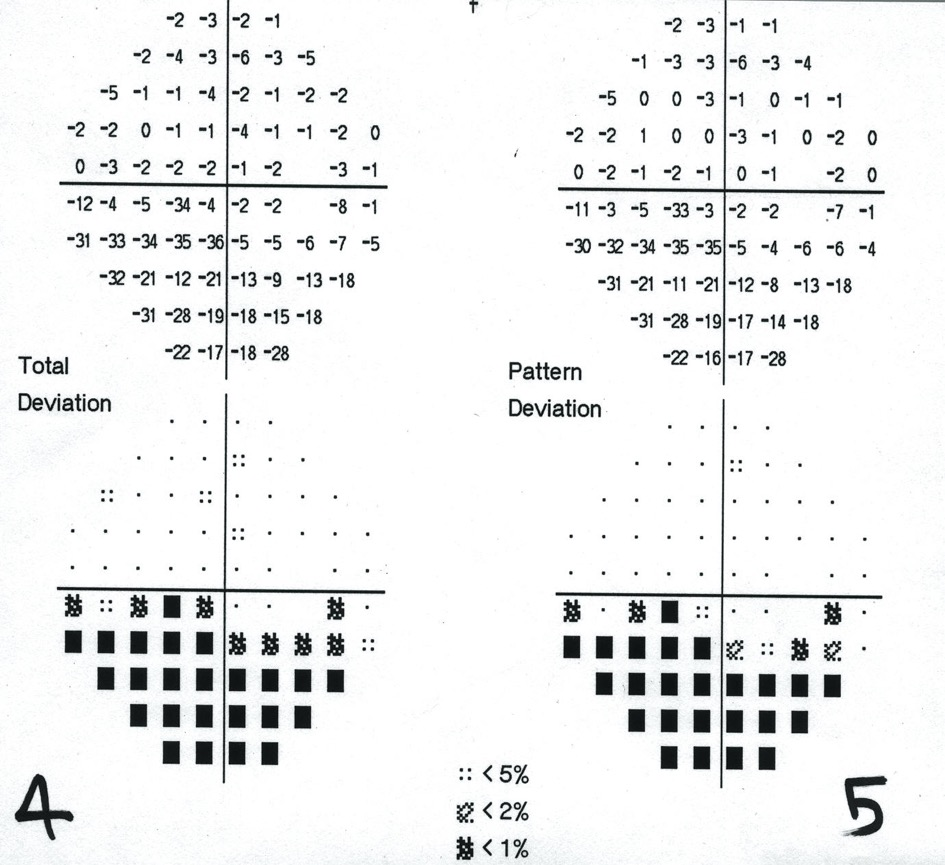 -2 -3 -2 -1
-2 -4 -3 -6 -3 -5
-5 -1 -1 -4 -2 -1 -2 -2
-2 -2 0 -1 -1 -4 -1 -1 -2 0
0 -3 -2 -2 -2 -1 -2 -3 -1
-12 -4 -5 -34 -4 -2 -2 -8 -1
-31 -33 -34 -35 -36 -5 -5 -6 -7 -5
-32 -21 -12 -21 -13 -9 -13 -18
-31 -28 -19 -18 -15 -18
-22 -17 -18 -28
Total
Deviation
4
-2 -3 -1 -1
-1 -3 -3 -6 -3 -4
-5 0 0 -3 -1 0 -1 -1
-2 -2 1 0 0 -3 -1 0 -2 0
0 -2 -1 -2 -1 0 -1 -2 0
-11 -3 -5 -33 -3 -2 -2 -7 -1
-30 -32 -34 -35 -35 -5 -4 -6 -6 -4
-31 -21 -11 -21 -12 -8 -13 -18
-31 -28 -19 -17 -14 -18
-22 -16 -17 -28
Pattern
Deviation
5
< 5%
< 2%
< 1%